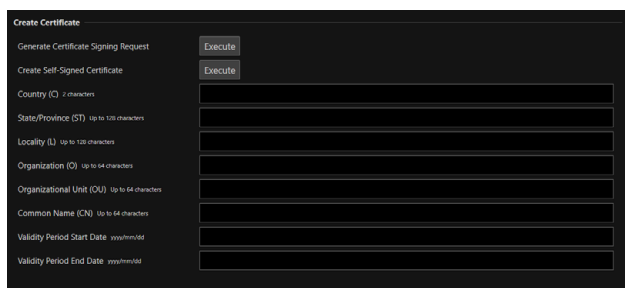 Create Certificate
Generate Certificate Signing Request Execute
Create Self-Signed Certificate Execute
Country (C) 2 characters
State/Province (ST) Up to 128 characters
Locality (L) Up to 128 characters
Organization (O) Up to 64 characters
Organizational Unit (OU) Up to 64 characters
Common Name (CN) Up to 64 characters
Validity Period Start Date yyyy/mm/dd
Validity Period End Date yyyy/mm/dd